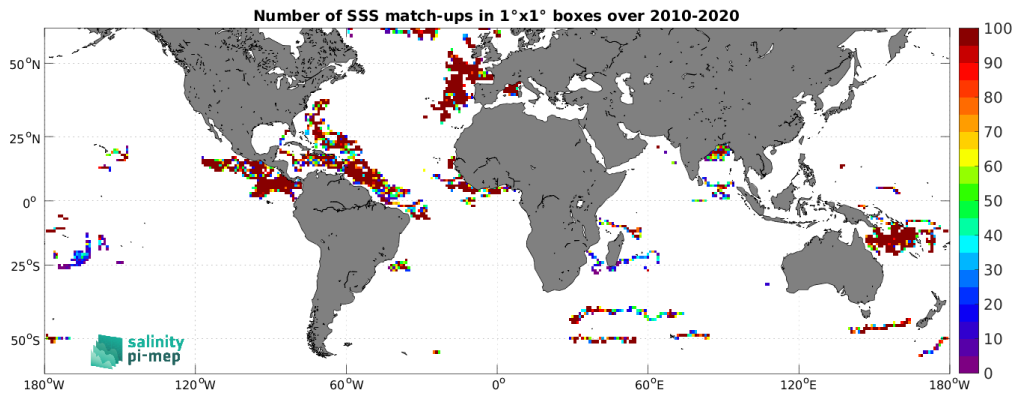 Number of SSS match-ups in 1°x1° boxes over 2010-2020
50°N
25°N
0°
25°S
50°S
180°W
120°W
60°W
0°
60°E
120°E
180°W
100
90
80
70
60
50
40
30
20
10
0
salinity
pi-mep